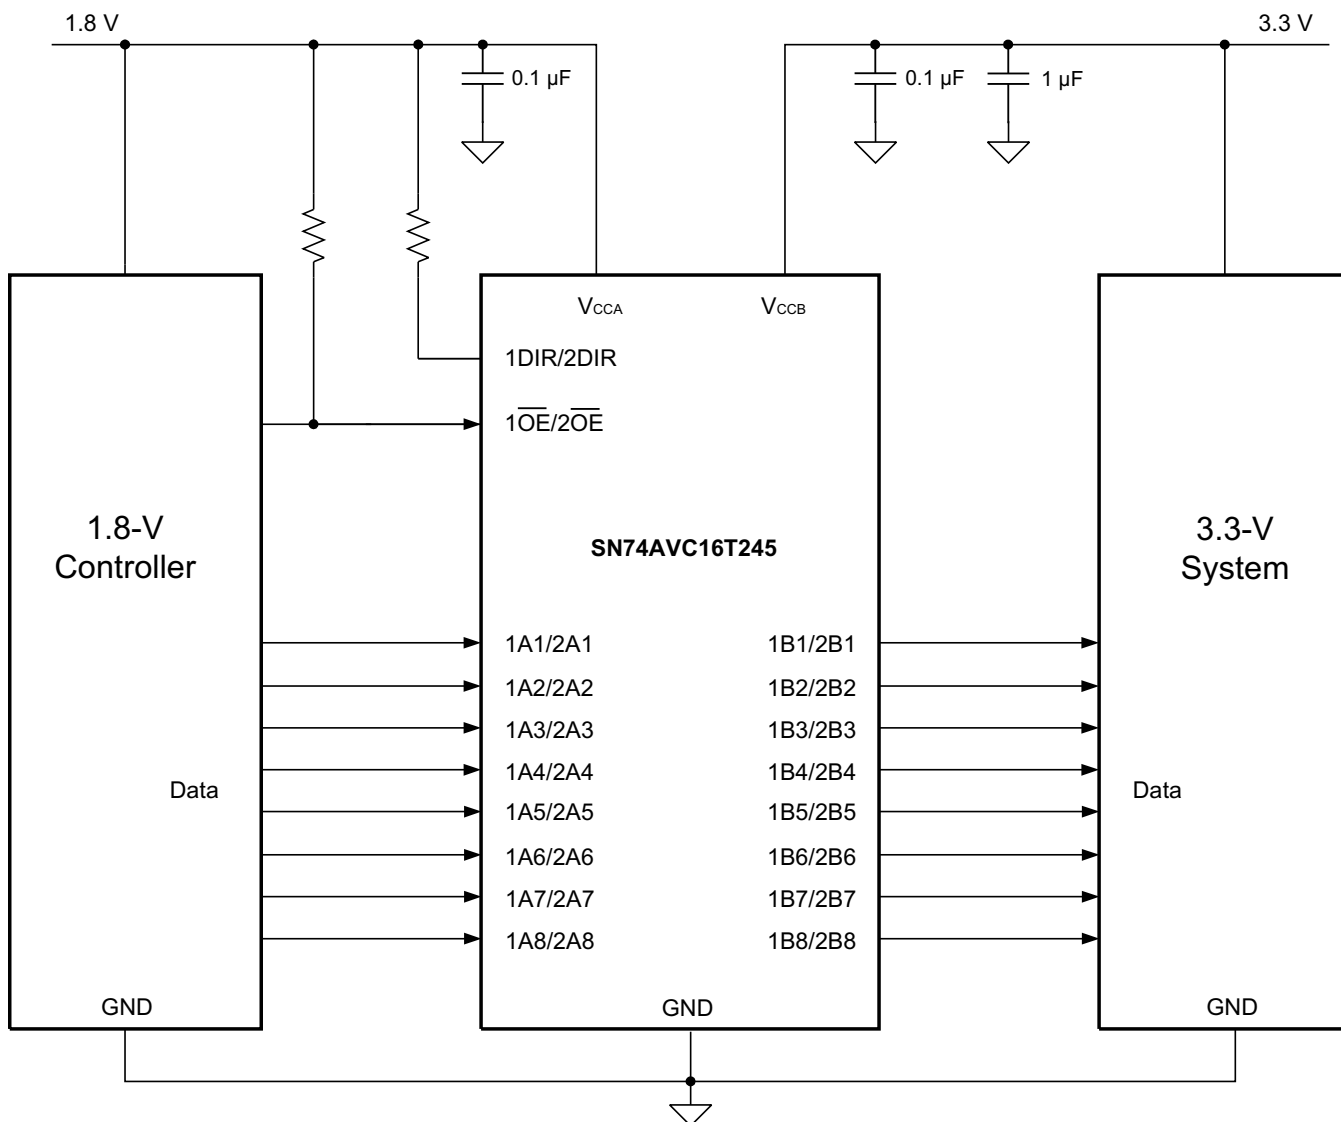 1.8 V
3.3 V
0.1 µF
0.1 µF
1 µF
VCCA
VCCB
1DIR/2DIR
1O̅E̅/2O̅E̅
1.8-V
Controller
SN74AVC16T245
3.3-V
System
1A1/2A1
1B1/2B1
1A2/2A2
1B2/2B2
1A3/2A3
1B3/2B3
1A4/2A4
1B4/2B4
Data
Data
1A5/2A5
1B5/2B5
1A6/2A6
1B6/2B6
1A7/2A7
1B7/2B7
1A8/2A8
1B8/2B8
GND
GND
GND